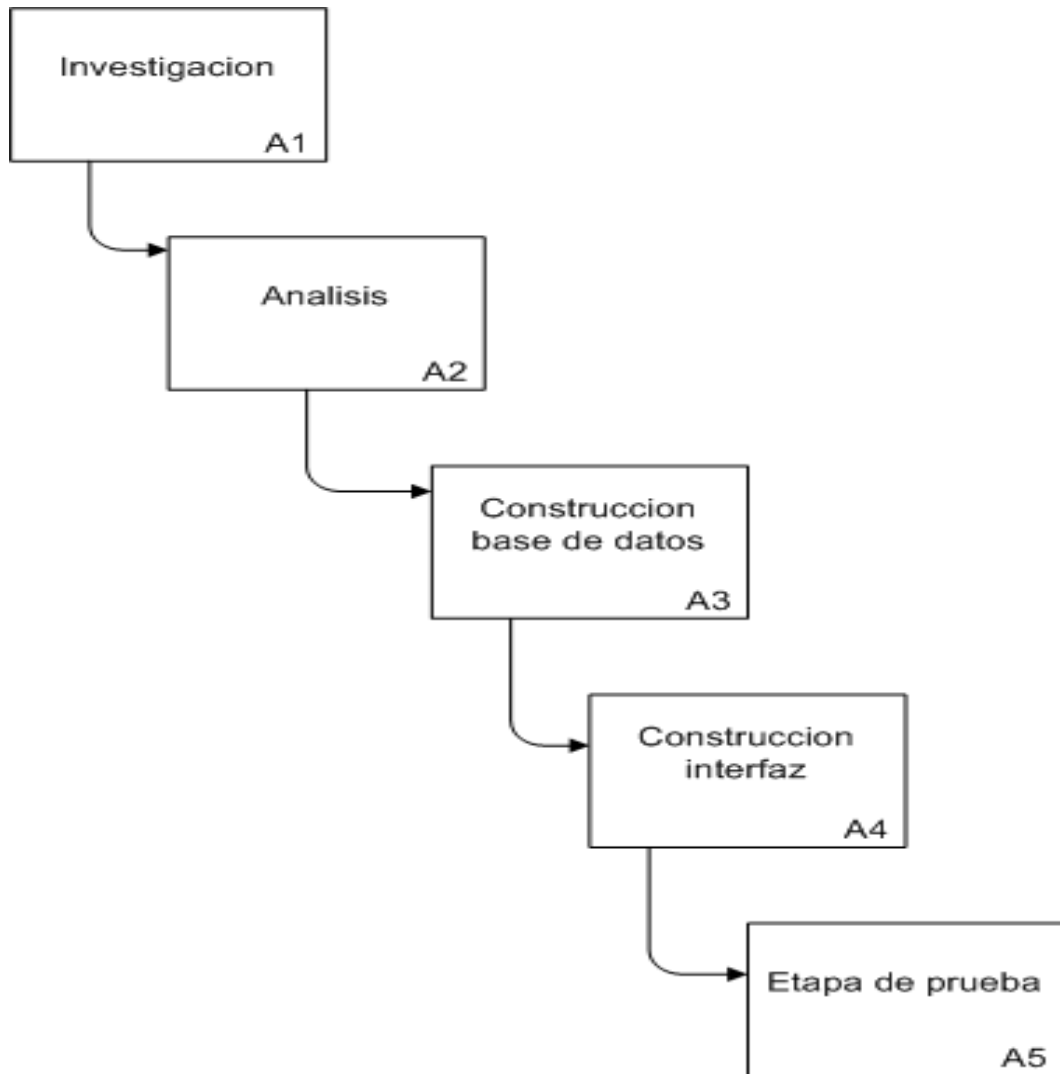 Investigacion
A1
Analisis
A2
Construccion
base de datos
A3
Construccion
interfaz
A4
Etapa de prueba
A5